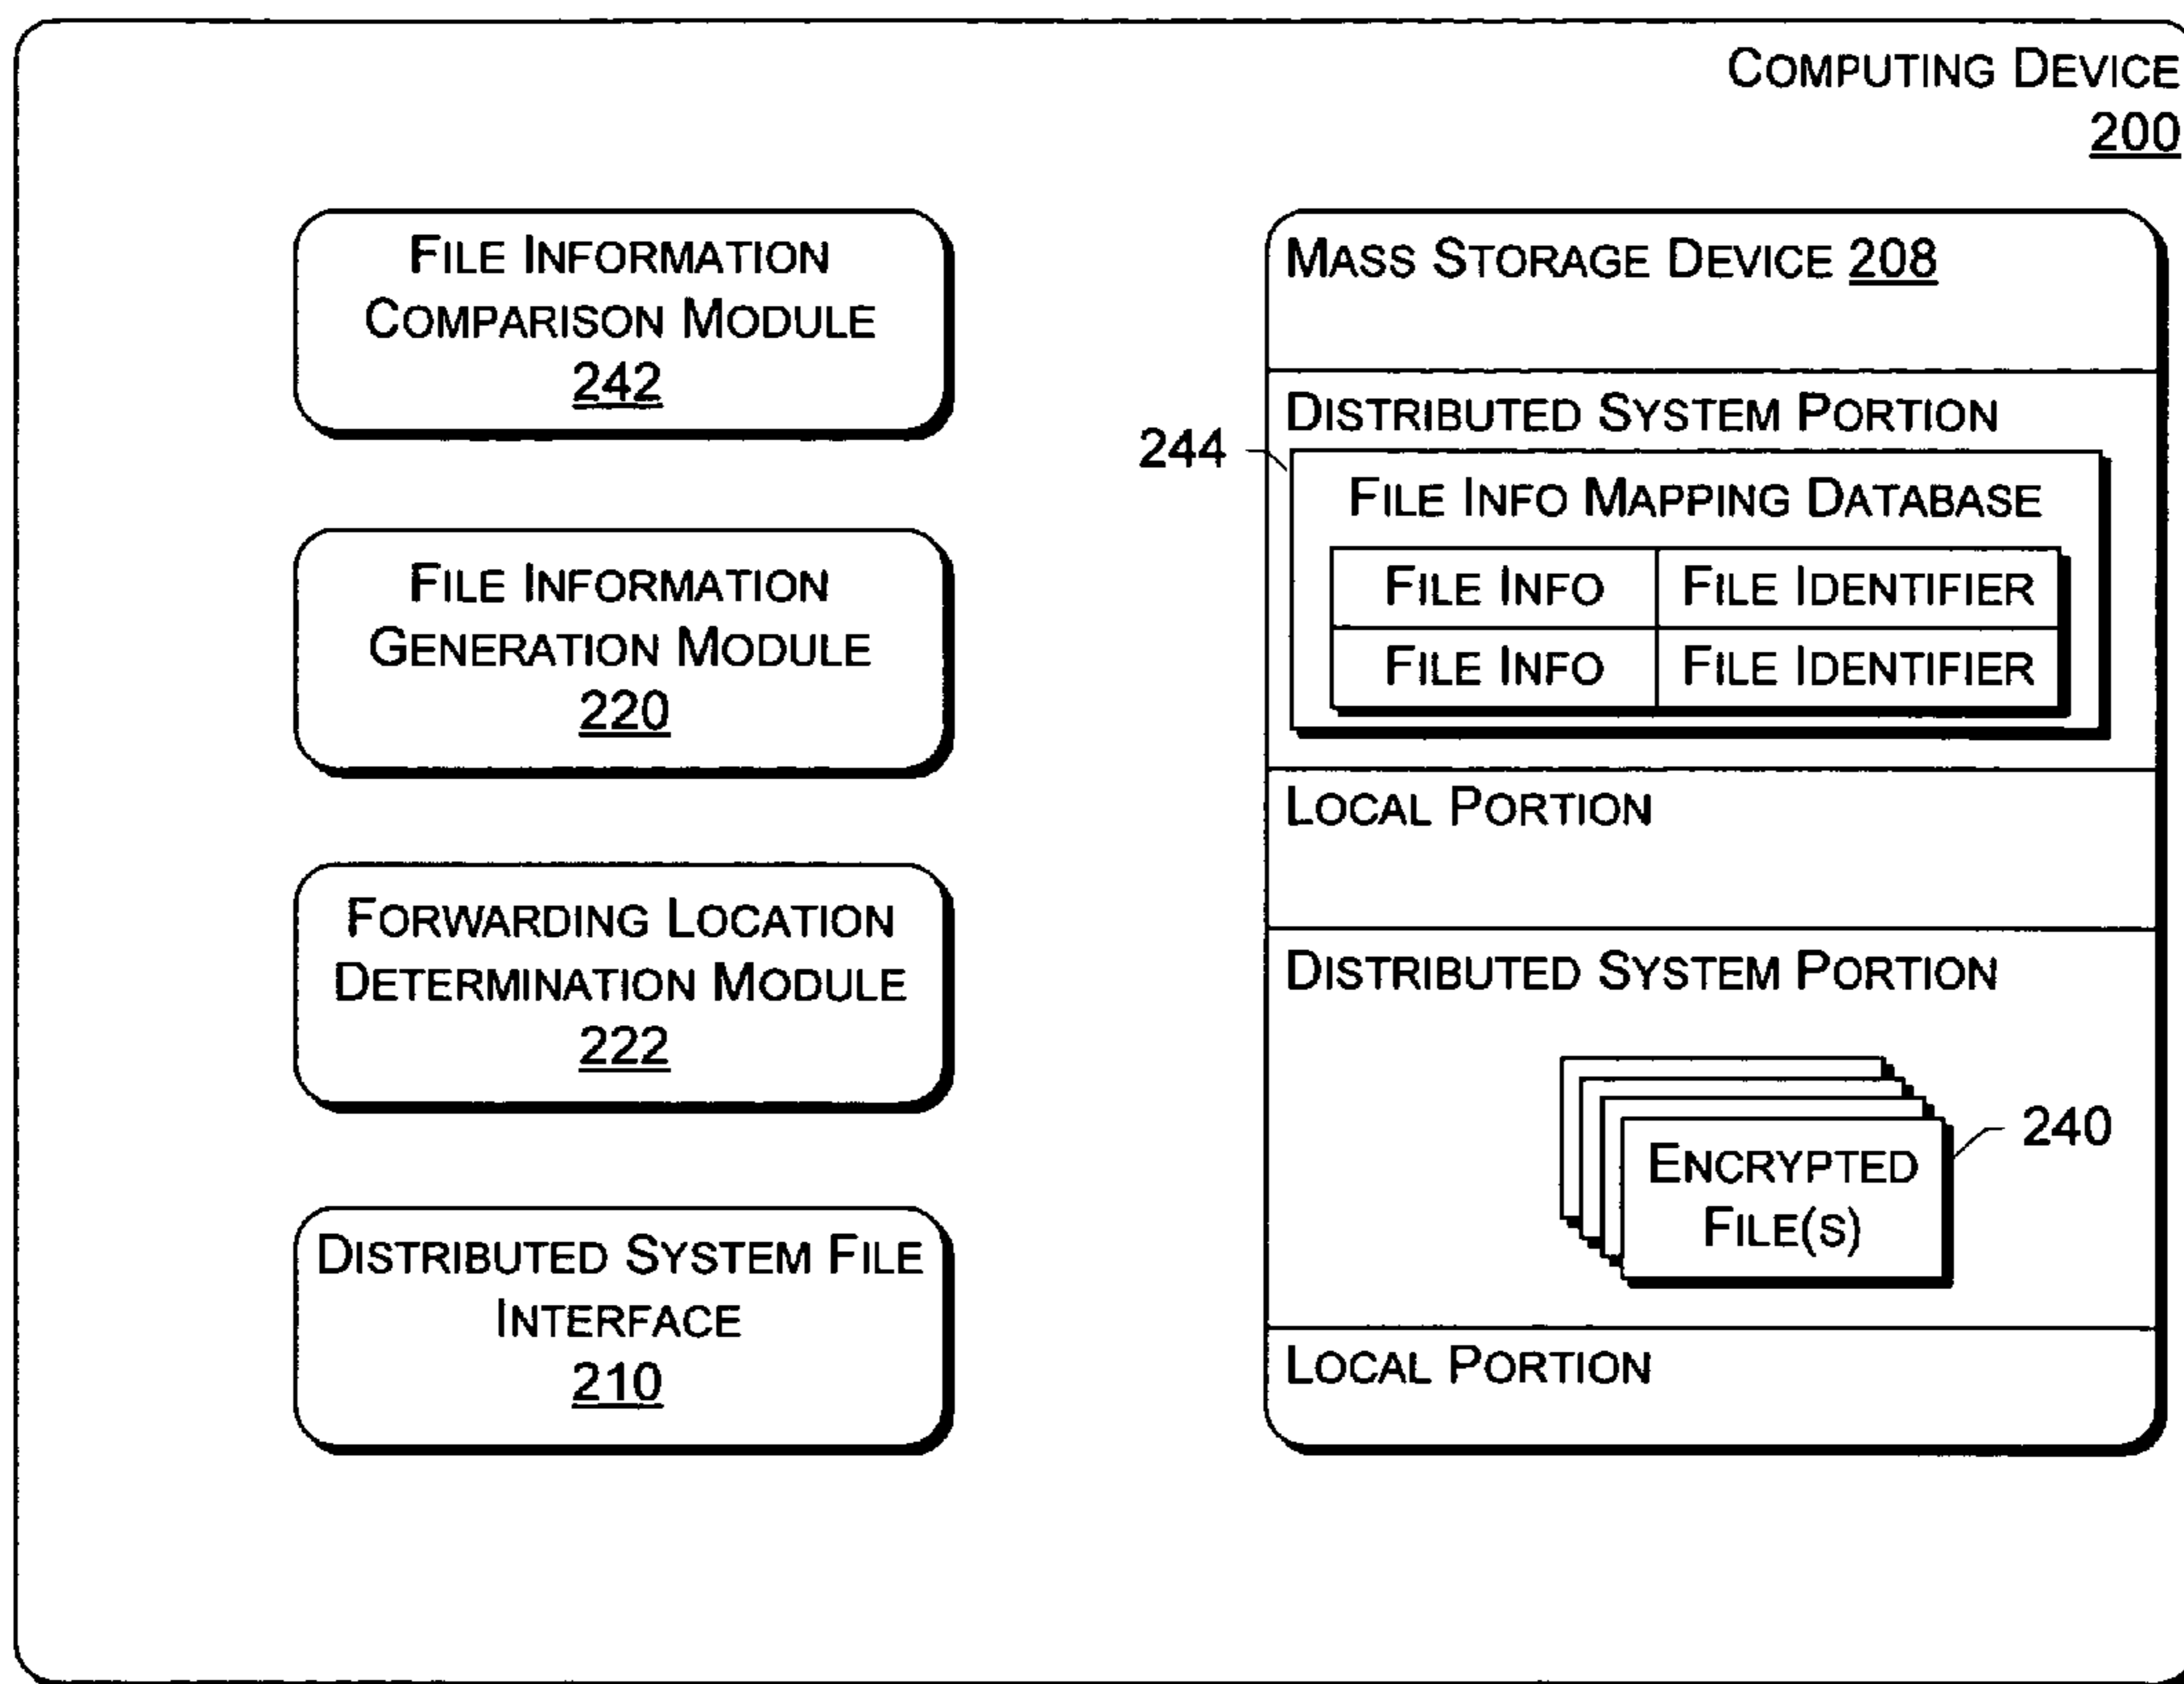 COMPUTING DEVICE
200
FILE INFORMATION
COMPARISON MODULE
242
FILE INFORMATION
GENERATION MODULE
220
FORWARDING LOCATION
DETERMINATION MODULE
222
DISTRIBUTED SYSTEM FILE
INTERFACE
210
MASS STORAGE DEVICE 208
DISTRIBUTED SYSTEM PORTION
244
FILE INFO MAPPING DATABASE
FILE INFO FILE IDENTIFIER
FILE INFO FILE IDENTIFIER
LOCAL PORTION
DISTRIBUTED SYSTEM PORTION
240
ENCRYPTED
FILE(S)
LOCAL PORTION